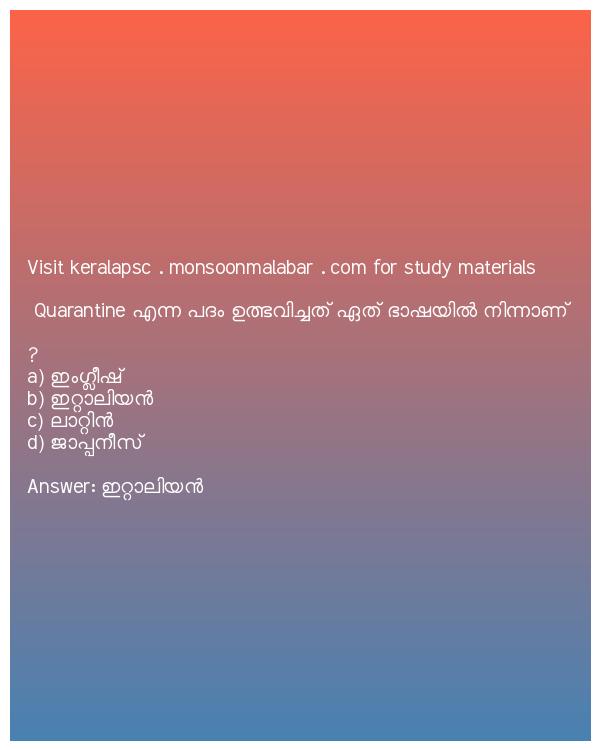 Visit keralapsc . monsoonmalabar . com for study materials
Quarantine എന്ന പദം ഉത്ഭവിച്ചത് ഏത് ഭാഷയിൽ നിന്നാണ്
?
a) ഇംഗ്ലീഷ്
b) ഇറ്റാലിയൻ
c) ലാറ്റിൻ
d) ജാപ്പനീസ്
Answer: ഇറ്റാലിയൻ